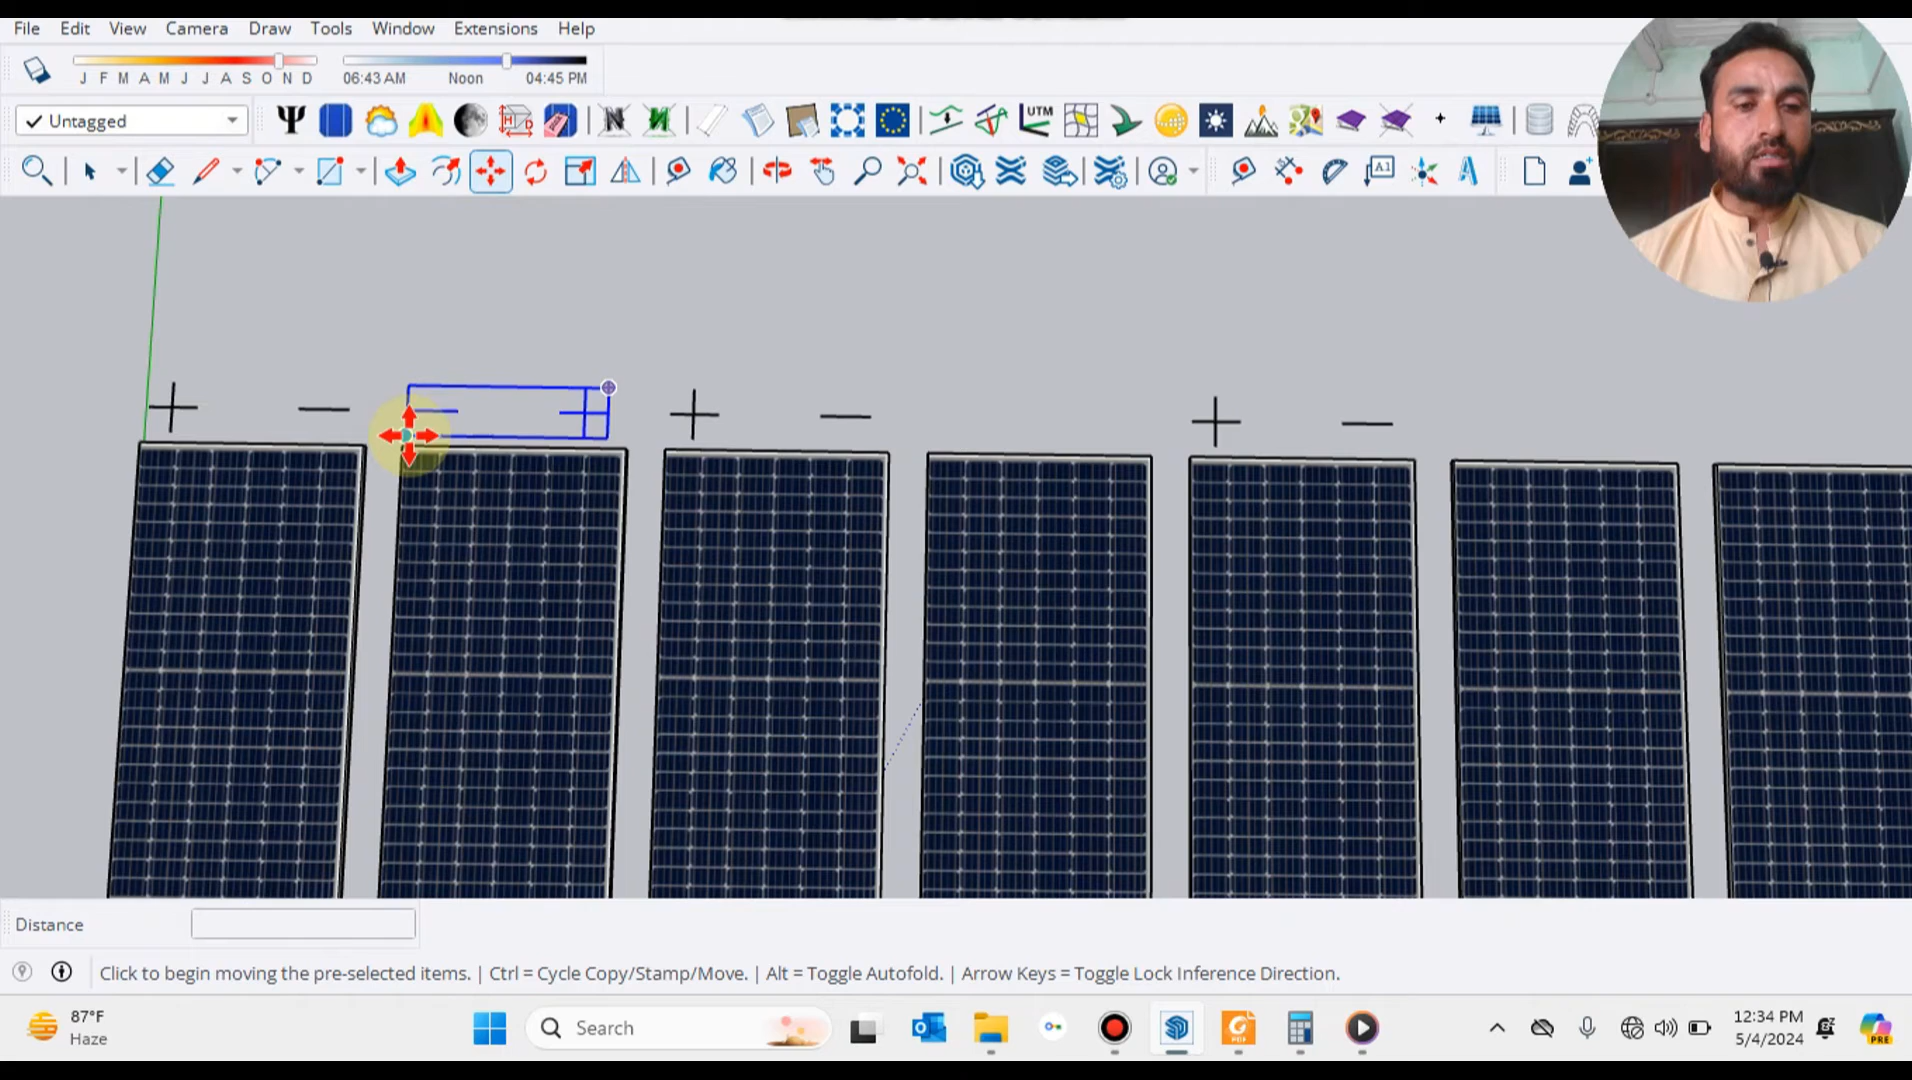 File Edit View Camera Draw Tools Window Extensions Help
J F M A M J J A S O N D
06:43 AM Noon 04:45 PM
Untagged
UTM
A1
+ − − + + − + −
Distance
Click to begin moving the pre-selected items. | Ctrl = Cycle Copy/Stamp/Move. | Alt = Toggle Autofold. | Arrow Keys = Toggle Lock Inference Direction.
87°F
Haze
Search
12:34 PM
5/4/2024
PRE